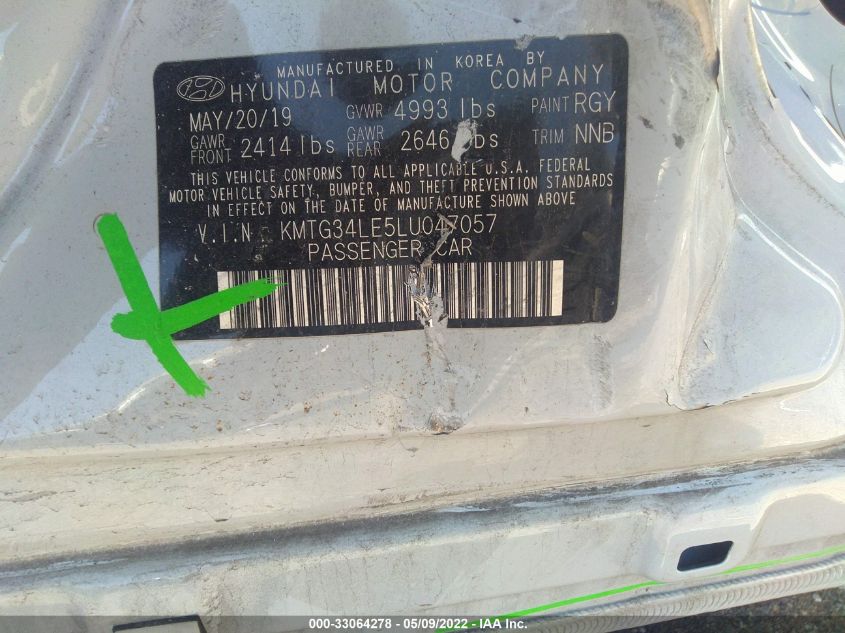 MANUFACTURED IN KOREA BY
HYUNDAI MOTOR COMPANY
MAY/20/19 GVWR 4993 lbs PAINT RGY
GAWR FRONT 2414 lbs GAWR REAR 2646 lbs TRIM NNB
THIS VEHICLE CONFORMS TO ALL APPLICABLE U.S.A. FEDERAL
MOTOR VEHICLE SAFETY, BUMPER, AND THEFT PREVENTION STANDARDS
IN EFFECT ON THE DATE OF MANUFACTURE SHOWN ABOVE
V.I.N KMTG34LE5LU047057
PASSENGER CAR
000-33064278 - 05/09/2022 - IAAI.com